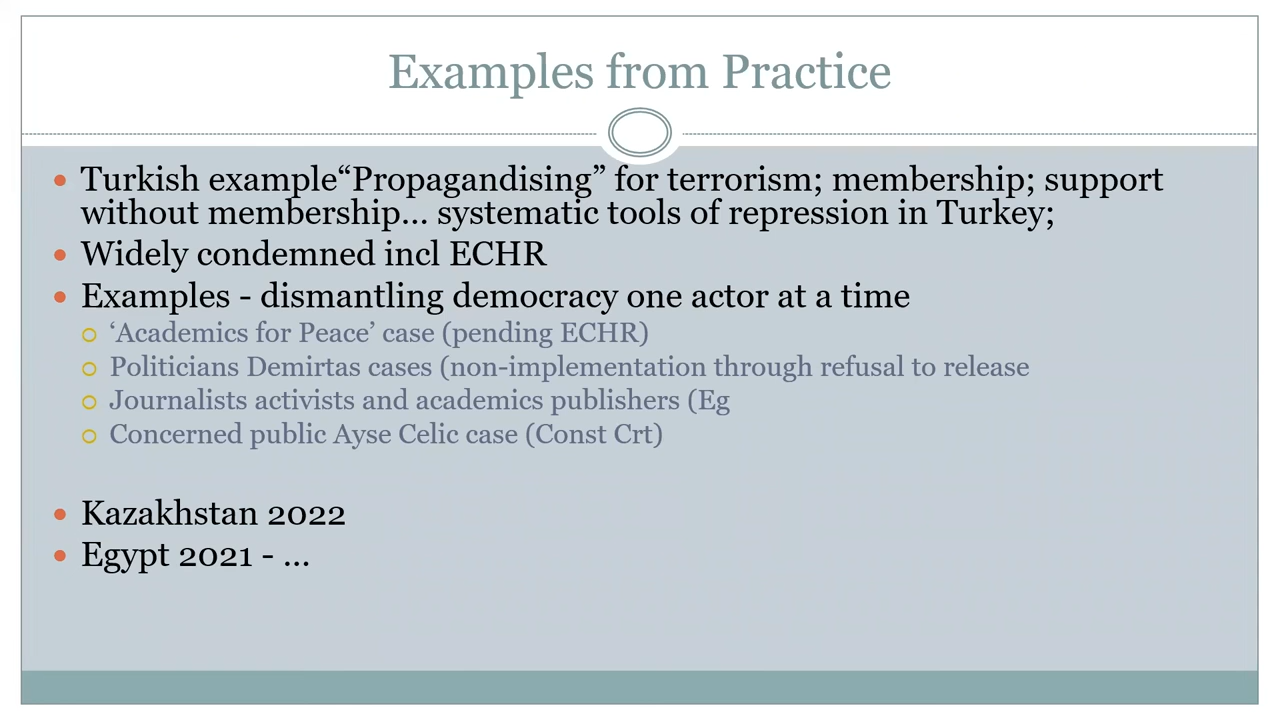 Examples from Practice
Turkish example“Propagandising” for terrorism; membership; support
without membership... systematic tools of repression in Turkey;
Widely condemned incl ECHR
Examples - dismantling democracy one actor at a time
‘Academics for Peace’ case (pending ECHR)
Politicians Demirtas cases (non-implementation through refusal to release
Journalists activists and academics publishers (Eg
Concerned public Ayse Celic case (Const Crt)
Kazakhstan 2022
Egypt 2021 - ...